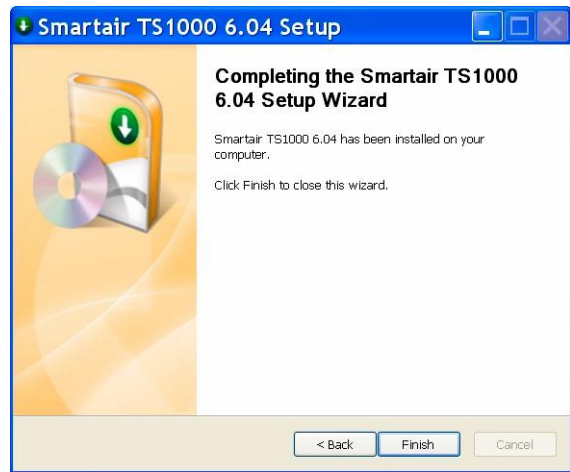 Smartair TS1000 6.04 Setup
Completing the Smartair TS1000
6.04 Setup Wizard
Smartair TS1000 6.04 has been installed on your
computer.
Click Finish to close this wizard.
< Back
Finish
Cancel